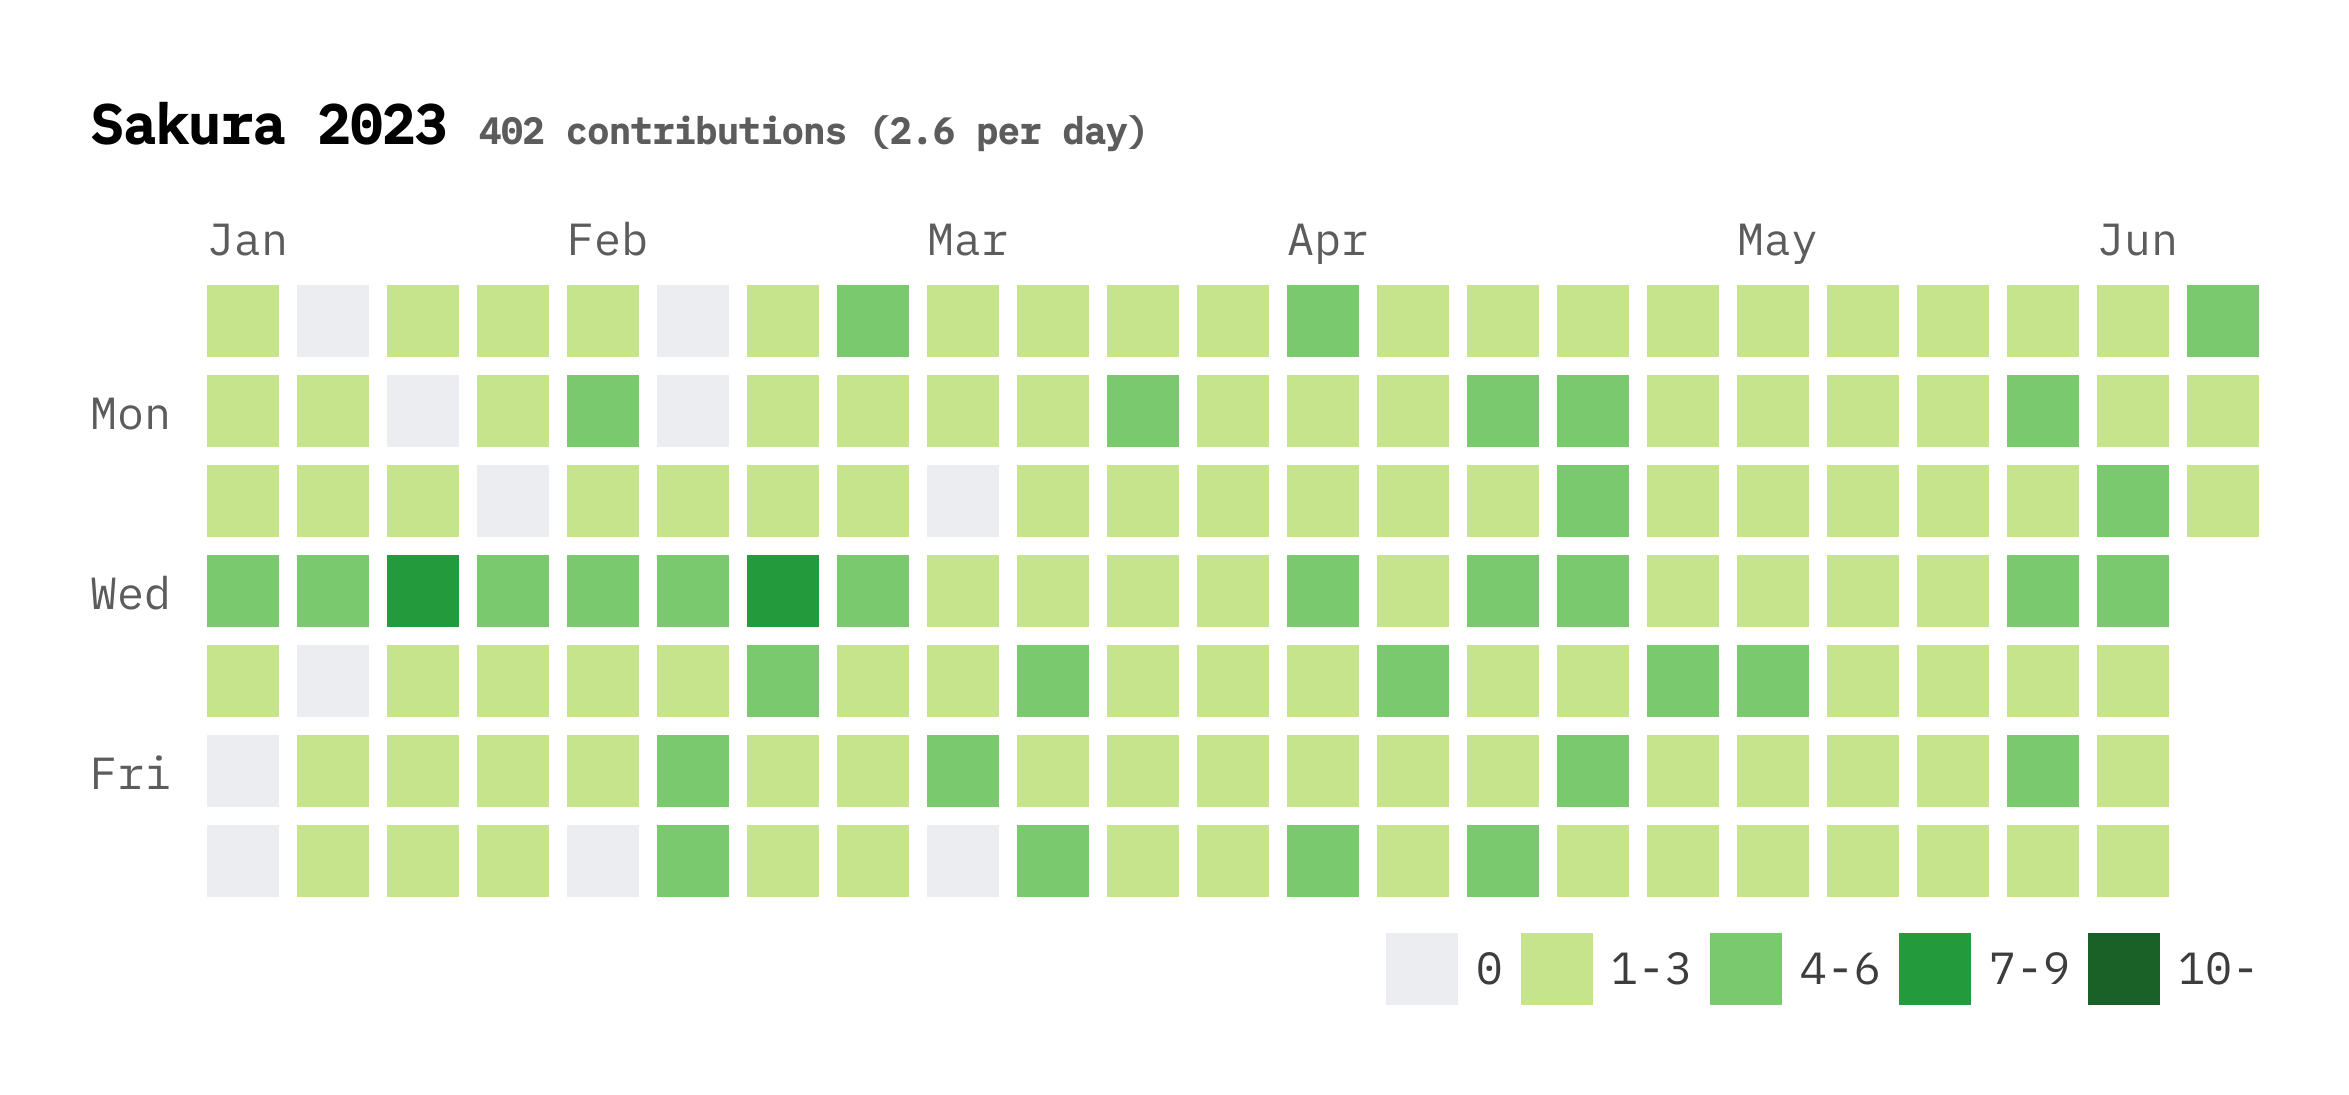 Sakura 2023 402 contributions (2.6 per day)
Jan Feb Mar Apr May Jun
Mon
Wed
Fri
0 1-3 4-6 7-9 10-